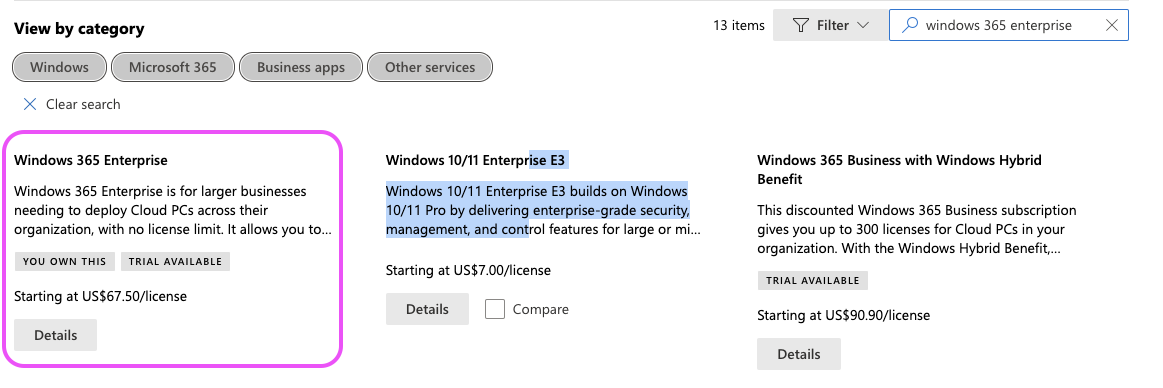 View by category
13 items
Filter
windows 365 enterprise
Windows
Microsoft 365
Business apps
Other services
Clear search
Windows 365 Enterprise
Windows 365 Enterprise is for larger businesses
needing to deploy Cloud PCs across their
organization, with no license limit. It allows you to...
YOU OWN THIS
TRIAL AVAILABLE
Starting at US$67.50/license
Details
Windows 10/11 Enterprise E3
Windows 10/11 Enterprise E3 builds on Windows
10/11 Pro by delivering enterprise-grade security,
management, and control features for large or mi...
Starting at US$7.00/license
Details
Compare
Windows 365 Business with Windows Hybrid
Benefit
This discounted Windows 365 Business subscription
gives you up to 300 licenses for Cloud PCs in your
organization. With the Windows Hybrid Benefit,...
TRIAL AVAILABLE
Starting at US$90.90/license
Details